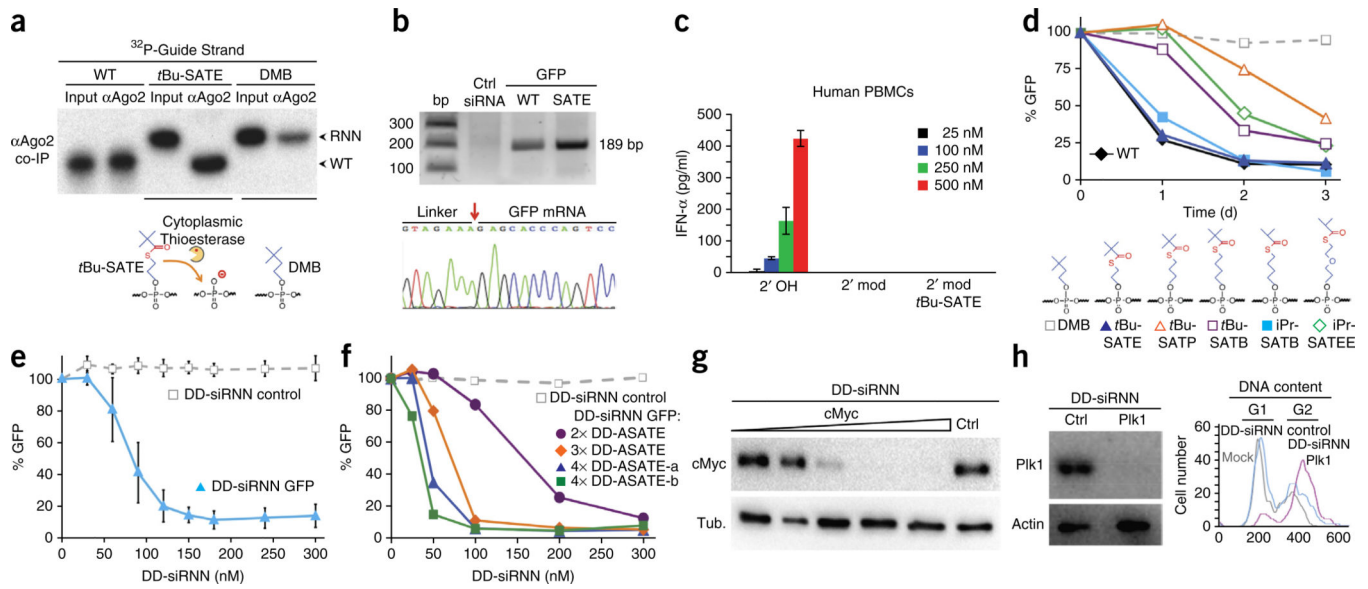 a
32P-Guide Strand
WT tBu-SATE DMB
Input αAgo2 Input αAgo2 Input αAgo2
αAgo2
co-IP
RNN
WT
Cytoplasmic
Thioesterase
tBu-SATE
DMB
b
Ctrl
siRNA
GFP
bp WT SATE
300
200
100
189 bp
Linker GFP mRNA
G T A G A A A G A G C A C C C A G T C C
c
Human PBMCs
IFN-α (pg/ml)
450
400
350
300
250
200
150
100
50
0
25 nM
100 nM
250 nM
500 nM
2′ OH 2′ mod 2′ mod
tBu-SATE
d
% GFP
100
75
50
25
0
WT
0 1 2 3
Time (d)
DMB tBu-SATE tBu-SATP tBu-SATB iPr-SATB iPr-SATEE
e
% GFP
100
80
60
40
20
0
DD-siRNN control
DD-siRNN GFP
0 50 100 150 200 250 300
DD-siRNN (nM)
f
% GFP
100
80
60
40
20
0
DD-siRNN control
DD-siRNN GFP:
2× DD-ASATE
3× DD-ASATE
4× DD-ASATE-a
4× DD-ASATE-b
0 50 100 150 200 300
DD-siRNN (nM)
g
DD-siRNN
cMyc
Ctrl
cMyc
Tub.
h
DD-siRNN
Ctrl Plk1
Plk1
Actin
DNA content
G1 G2
DD-siRNN control
Mock
DD-siRNN
Plk1
Cell number
60
40
20
0
0 200 400 600